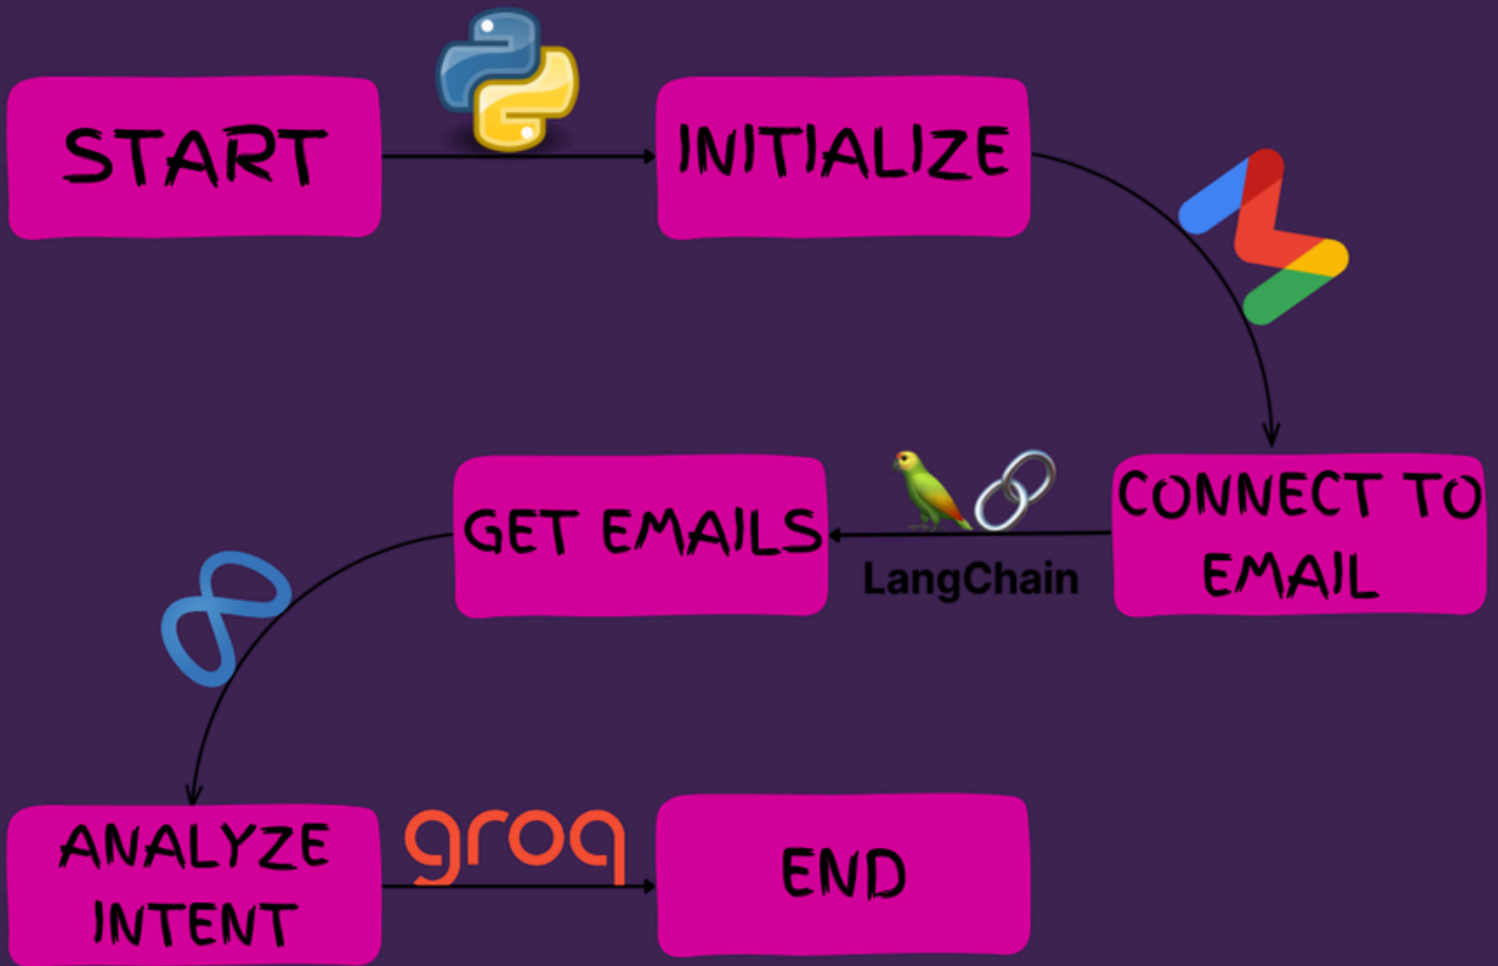 START
INITIALIZE
CONNECT TO
EMAIL
LangChain
GET EMAILS
ANALYZE
INTENT
groq
END